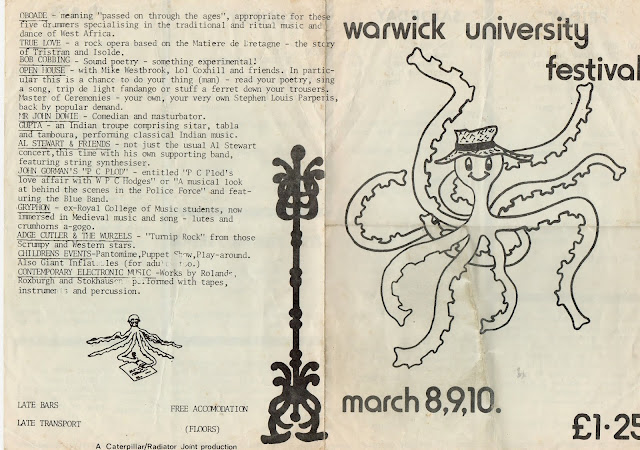 OBOADE - meaning "passed on through the ages", appropriate for these
five drummers specialising in the traditional and ritual music and
dance of West Africa.
TRUE LOVE - a rock opera based on the Matiere de Bretagne - the story
of Tristram and Isolde.
BOB COBBING - Sound poetry - something experimental!
OPEN HOUSE - with Mike Westbrook, Lol Coxhill and friends. In partic-
ular this is a chance to do your thing (man) - read your poetry, sing
a song, trip de light fandango or stuff a ferret down your trousers.
Master of Ceremonies - your own, your very own Stephen Louis Parperis,
back by popular demand.
MR JOHN DOWIE - Comedian and masturbator.
GUPTA - an Indian troupe comprising sitar, tabla
and tamboura, performing classical Indian music.
AL STEWART & FRIENDS - not just the usual Al Stewart
concert,this time with his own supporting band,
featuring string synthesiser.
JOHN GORMAN'S "P C PLOD" - entitled "P C Plod's
love affair with W P C Hodges" or "A musical look
at behind the scenes in the Police Force" and feat-
uring the Blue Band.
GRYPHON - ex-Royal College of Music students, now
immersed in Medieval music and song - lutes and
crumhorns a-gogo.
ADGE CUTLER & THE WURZELS - "Turnip Rock" from those
Scrumpy and Western stars.
CHILDRENS EVENTS-Pantomime,Puppet Show,Play-around.
Also Giant (for
CONTEMPORARY ELECTRONIC MUSIC -Works by
Roxburgh and with tapes,
and percussion.
LATE BARS
FREE ACCOMODATION
LATE TRANSPORT
(FLOORS)
A Caterpillar/Radiator Joint production
warwick university
festival
march 8,9,10.
£1·25